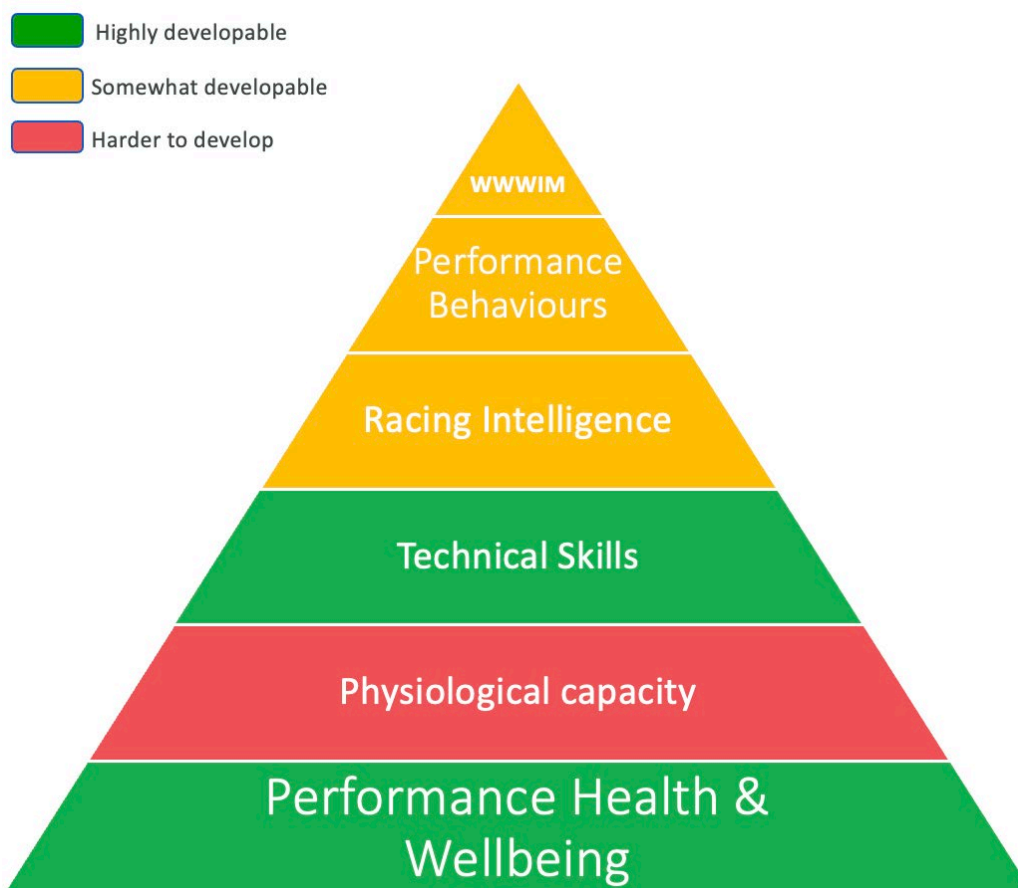 Highly developable
Somewhat developable
Harder to develop
WWWIM
Performance
Behaviours
Racing Intelligence
Technical Skills
Physiological capacity
Performance Health &
Wellbeing